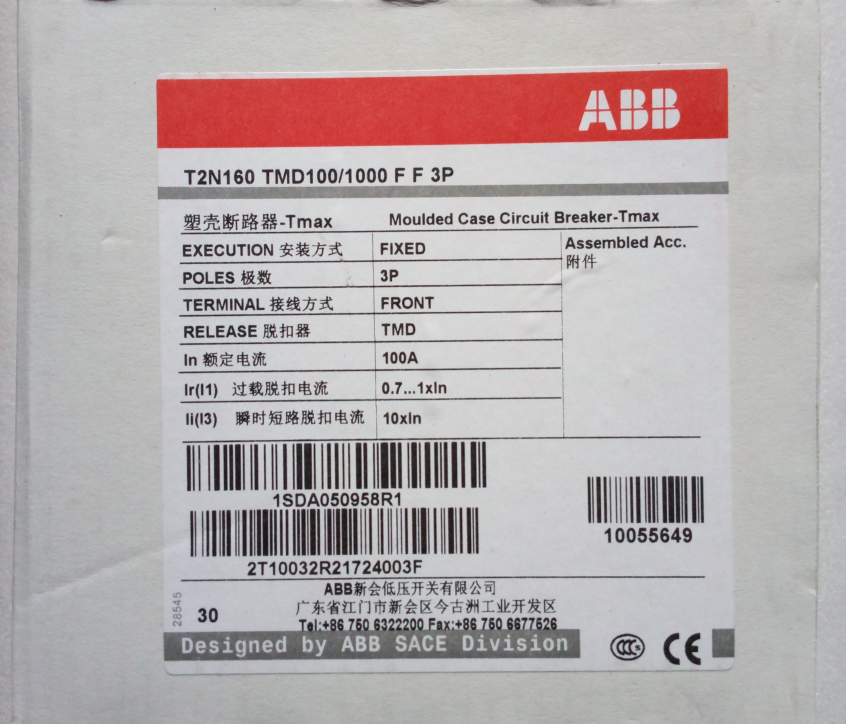 ABB
T2N160 TMD100/1000 F F 3P
塑壳断路器-Tmax Moulded Case Circuit Breaker-Tmax
EXECUTION 安装方式 FIXED Assembled Acc.
附件
POLES 极数 3P
TERMINAL 接线方式 FRONT
RELEASE 脱扣器 TMD
In 额定电流 100A
Ir(I1) 过载脱扣电流 0.7...1xIn
Ii(I3) 瞬时短路脱扣电流 10xIn
1SDA050958R1
10055649
2T10032R21724003F
ABB新会低压开关有限公司
广东省江门市新会区今古洲工业开发区
Tel:+86 750 6322200 Fax:+86 750 6677526
28545
30
Designed by ABB SACE Division
CCC S CE